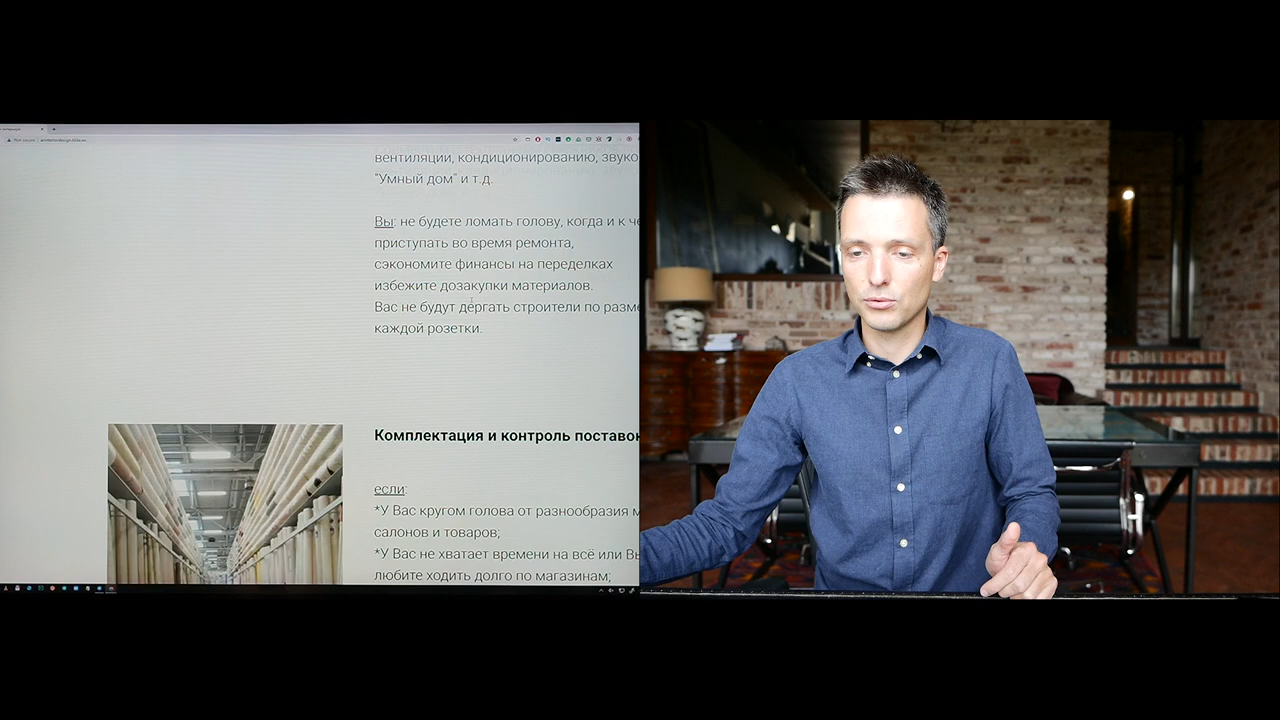 вентиляции, кондиционированию, звуко
"Умный дом" и т.д.
Вы: не будете ломать голову, когда и к че
приступать во время ремонта,
сэкономите финансы на переделках
избежите дозакупки материалов.
Вас не будут дёргать строители по разме
каждой розетки.
Комплектация и контроль поставок
если:
*У Вас кругом голова от разнообразия м
салонов и товаров;
*У Вас не хватает времени на всё или Вы
любите ходить долго по магазинам;